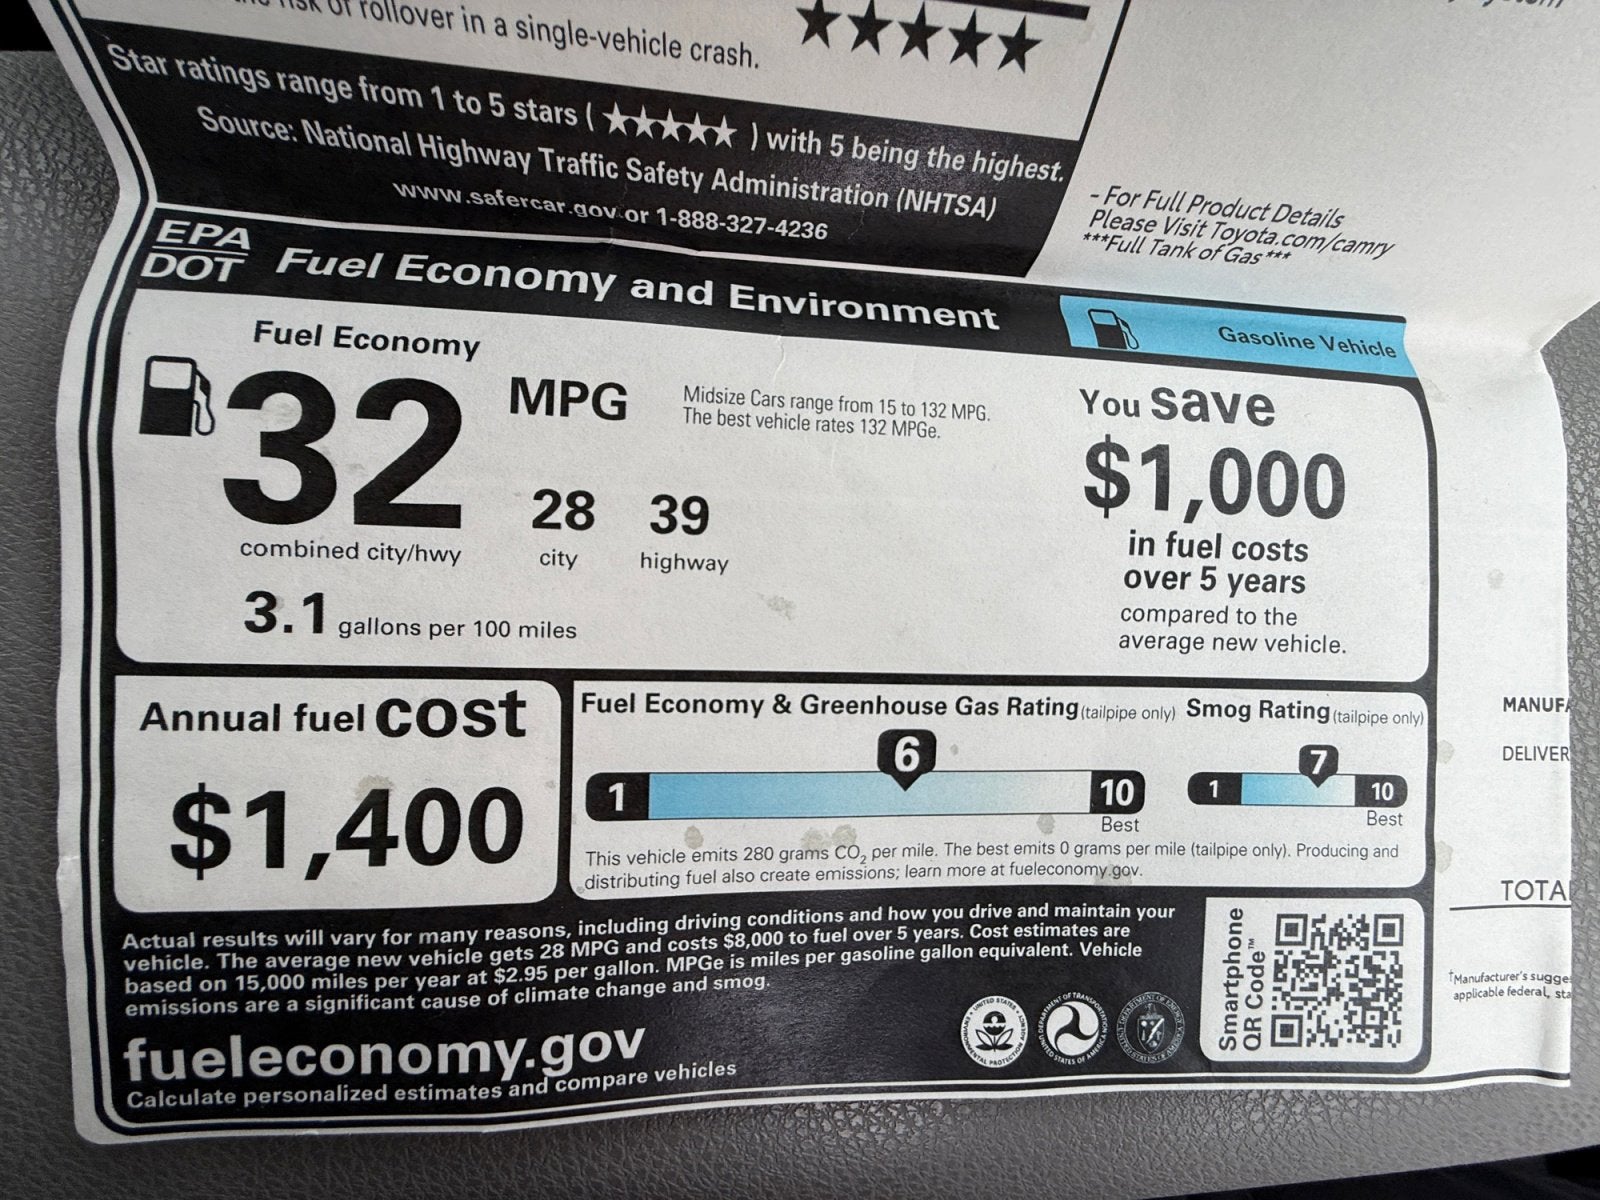 risk of rollover in a single-vehicle crash.
★★★★★
Star ratings range from 1 to 5 stars ( ★★★★★ ) with 5 being the highest.
Source: National Highway Traffic Safety Administration (NHTSA)
www.safercar.gov or 1-888-327-4236
- For Full Product Details
Please Visit Toyota.com/camry
***Full Tank of Gas***
EPA
DOT
Fuel Economy and Environment
Gasoline Vehicle
Fuel Economy
32
MPG
combined city/hwy
28
city
39
highway
3.1 gallons per 100 miles
Midsize Cars range from 15 to 132 MPG.
The best vehicle rates 132 MPGe.
You save
$1,000
in fuel costs
over 5 years
compared to the
average new vehicle.
Annual fuel cost
$1,400
Fuel Economy & Greenhouse Gas Rating (tailpipe only)
6
1
10
Best
Smog Rating (tailpipe only)
7
1
10
Best
This vehicle emits 280 grams CO2 per mile. The best emits 0 grams per mile (tailpipe only). Producing and
distributing fuel also create emissions; learn more at fueleconomy.gov.
Actual results will vary for many reasons, including driving conditions and how you drive and maintain your
vehicle. The average new vehicle gets 28 MPG and costs $8,000 to fuel over 5 years. Cost estimates are
based on 15,000 miles per year at $2.95 per gallon. MPGe is miles per gasoline gallon equivalent. Vehicle
emissions are a significant cause of climate change and smog.
fueleconomy.gov
Calculate personalized estimates and compare vehicles
Smartphone
QR Code™
MANUF
DELIVER
TOTA
†Manufacturer's sugge
applicable federal, sta